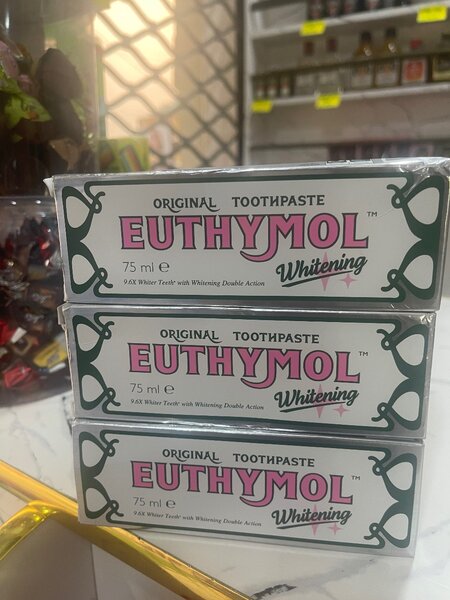 ORIGINAL TOOTHPASTE
EUTHYMOL™
75 ml ℮
Whitening
9.6X Whiter Teeth* with Whitening Double Action
ORIGINAL TOOTHPASTE
EUTHYMOL™
75 ml ℮
Whitening
9.6X Whiter Teeth* with Whitening Double Action
ORIGINAL TOOTHPASTE
EUTHYMOL™
75 ml ℮
Whitening
9.6X Whiter Teeth* with Whitening Double Action